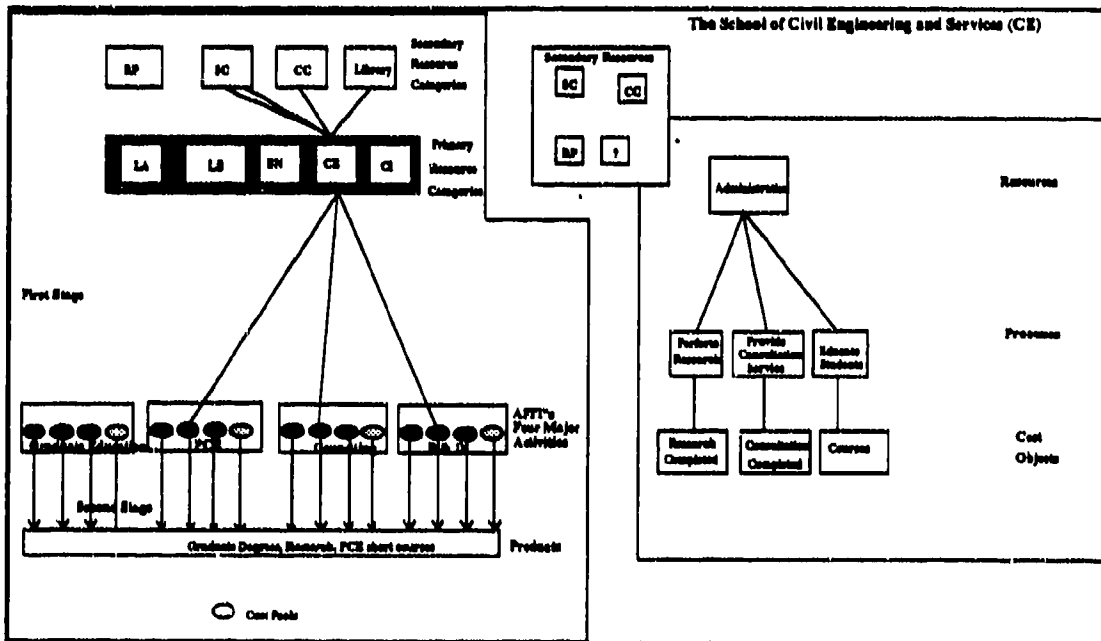 The School of Civil Engineering and Services (CE)
Secondary
Resource
Categories
RP
SC
CC
Library
Primary
Resource
Categories
LA
LS
EN
CE
CI
First Stage
AFIT's
Four Major
Activities
Graduate Education
PCE
Consulting
Second Stage
Graduate Degrees, Research, PCE short courses
Products
Cost Pools
Secondary Resources
SC
CC
RP
?
Administration
Resources
Perform
Research
Provide
Consultation
Service
Educate
Students
Processes
Research
Completed
Consultation
Completed
Courses
Cost
Objects